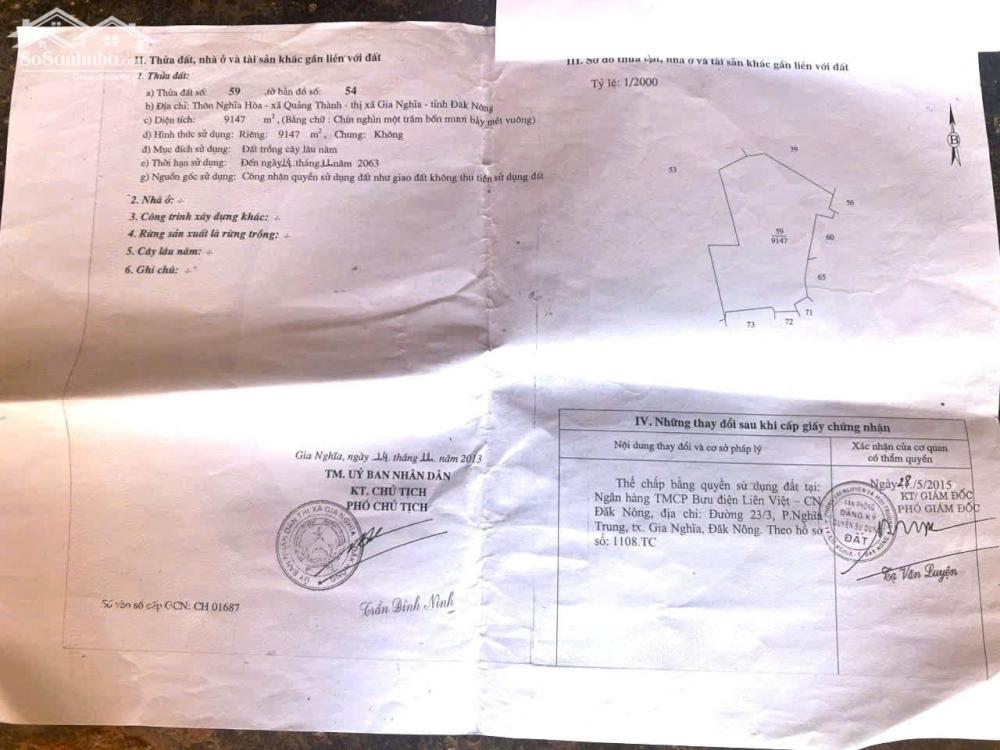 SoSanhnha.com
II. Thửa đất, nhà ở và tài sản khác gắn liền với đất
1. Thửa đất:
a) Thửa đất số: 59 ,tờ bản đồ số: 54
b) Địa chỉ: Thôn Nghĩa Hòa - xã Quảng Thành - thị xã Gia Nghĩa - tỉnh Đăk Nông
c) Diện tích: 9147 m², (Bằng chữ : Chín nghìn một trăm bốn mươi bảy mét vuông)
d) Hình thức sử dụng: Riêng: 9147 m², Chung: Không
đ) Mục đích sử dụng: Đất trồng cây lâu năm
e) Thời hạn sử dụng: Đến ngày 14 tháng 11 năm 2063
g) Nguồn gốc sử dụng: Công nhận quyền sử dụng đất như giao đất không thu tiền sử dụng đất
2. Nhà ở:
3. Công trình xây dựng khác:
4. Rừng sản xuất là rừng trồng:
5. Cây lâu năm:
6. Ghi chú:
Gia Nghĩa, ngày 14 tháng 11 năm 2013
TM. UỶ BAN NHÂN DÂN
KT. CHỦ TỊCH
PHÓ CHỦ TỊCH
Trần Đình Ninh
Số vào sổ cấp GCN: CH 01687
III. Sơ đồ thửa đất, nhà ở và tài sản khác gắn liền với đất
Tỷ lệ: 1/2000
B
39
53
56
59
9147
60
65
71
72
73
IV. Những thay đổi sau khi cấp giấy chứng nhận
Nội dung thay đổi và cơ sở pháp lý
Xác nhận của cơ quan
có thẩm quyền
Thế chấp bằng quyền sử dụng đất tại:
Ngân hàng TMCP Bưu điện Liên Việt – CN
Đăk Nông, địa chỉ: Đường 23/3, P.Nghĩa
Trung, tx. Gia Nghĩa, Đăk Nông. Theo hồ sơ
số: 1108.TC
Ngày 28/5/2015
KT/ GIÁM ĐỐC
PHÓ GIÁM ĐỐC
VĂN PHÒNG
ĐĂNG KÝ
QUYỀN SỬ DỤNG
ĐẤT
Tạ Văn Luyện